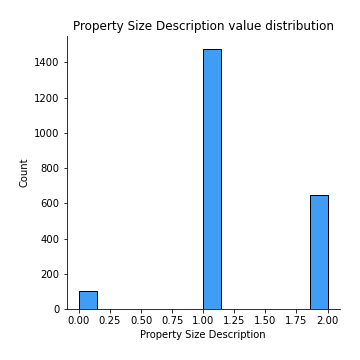 Property Size Description value distribution
1400
1200
1000
800
600
400
200
0
Count
0.00 0.25 0.50 0.75 1.00 1.25 1.50 1.75 2.00
Property Size Description